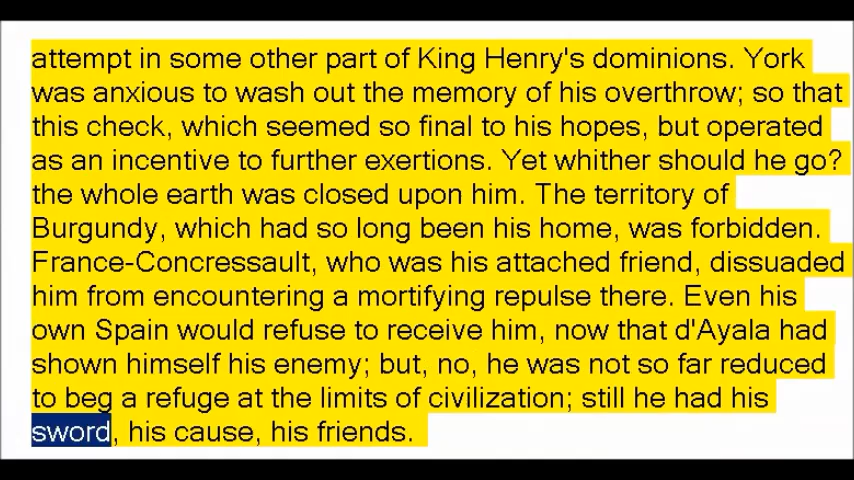 attempt in some other part of King Henry's dominions. York
was anxious to wash out the memory of his overthrow; so that
this check, which seemed so final to his hopes, but operated
as an incentive to further exertions. Yet whither should he go?
the whole earth was closed upon him. The territory of
Burgundy, which had so long been his home, was forbidden.
France-Concressault, who was his attached friend, dissuaded
him from encountering a mortifying repulse there. Even his
own Spain would refuse to receive him, now that d'Ayala had
shown himself his enemy; but, no, he was not so far reduced
to beg a refuge at the limits of civilization; still he had his
sword, his cause, his friends.